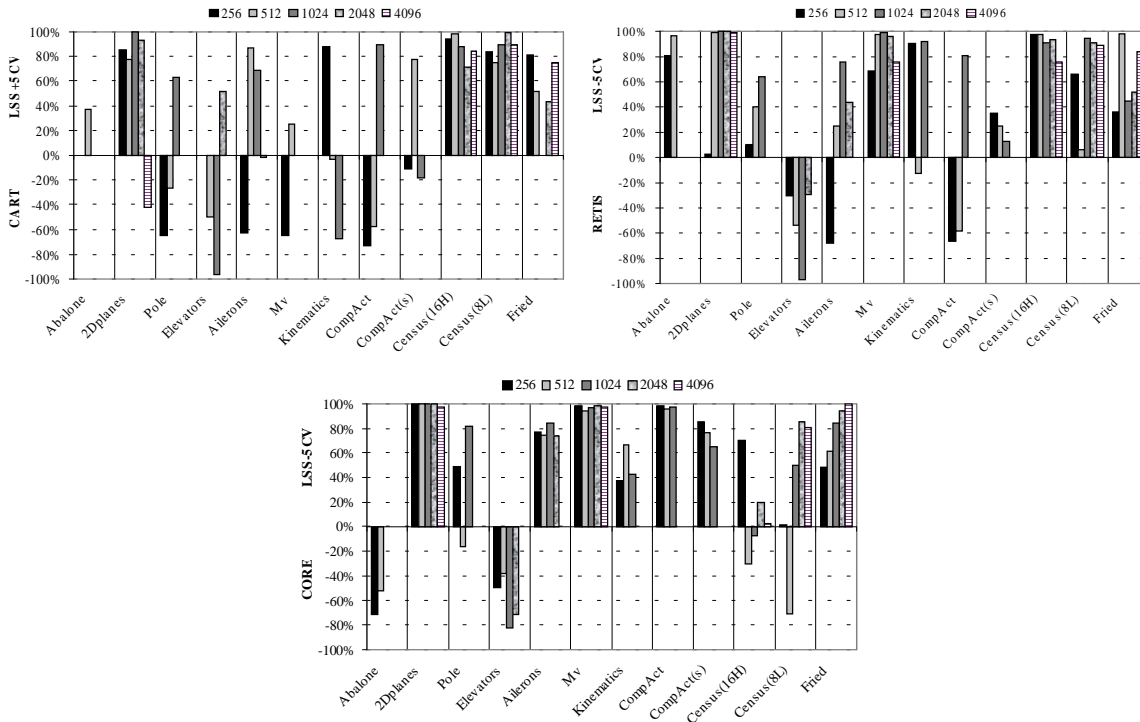 256 512 1024 2048 4096
100%
80%
60%
40%
20%
0%
-20%
-40%
-60%
-80%
-100%
LSS +5 CV
CART
Abalone
2Dplanes
Pole
Elevators
Ailerons
Mv
Kinematics
CompAct
CompAct(s)
Census(16H)
Census(8L)
Fried
256 512 1024 2048 4096
100%
80%
60%
40%
20%
0%
-20%
-40%
-60%
-80%
-100%
LSS-5CV
RETIS
Abalone
2Dplanes
Pole
Elevators
Ailerons
Mv
Kinematics
CompAct
CompAct(s)
Census(16H)
Census(8L)
Fried
256 512 1024 2048 4096
100%
80%
60%
40%
20%
0%
-20%
-40%
-60%
-80%
-100%
LSS-5CV
CORE
Abalone
2Dplanes
Pole
Elevators
Ailerons
Mv
Kinematics
CompAct
CompAct(s)
Census(16H)
Census(8L)
Fried